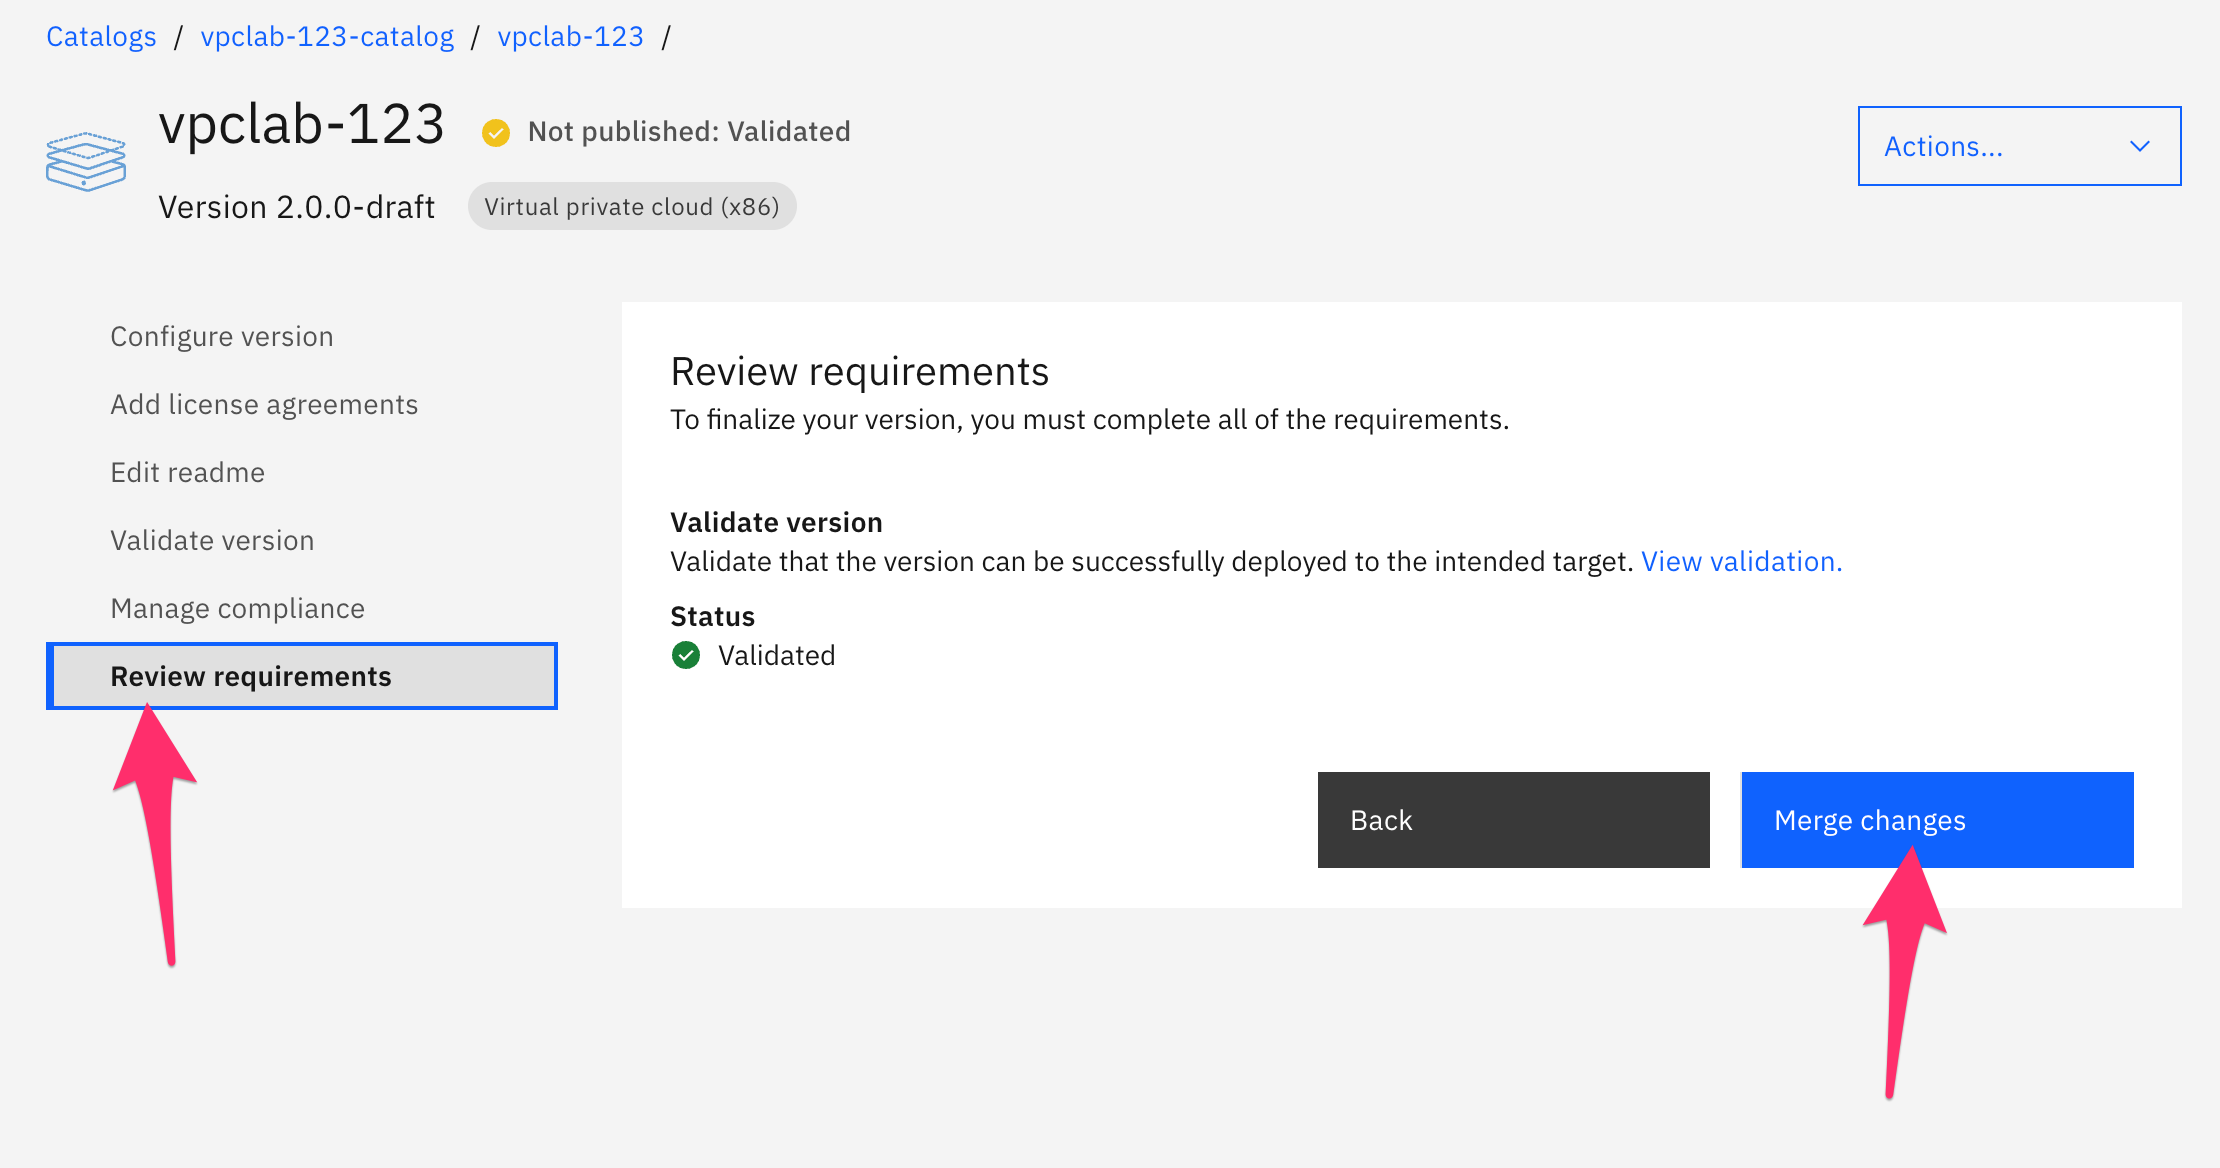 Catalogs / vpclab-123-catalog / vpclab-123 /
vpclab-123 Not published: Validated
Actions...
Version 2.0.0-draft Virtual private cloud (x86)
Configure version
Add license agreements
Edit readme
Validate version
Manage compliance
Review requirements
Review requirements
To finalize your version, you must complete all of the requirements.
Validate version
Validate that the version can be successfully deployed to the intended target. View validation.
Status
Validated
Back
Merge changes